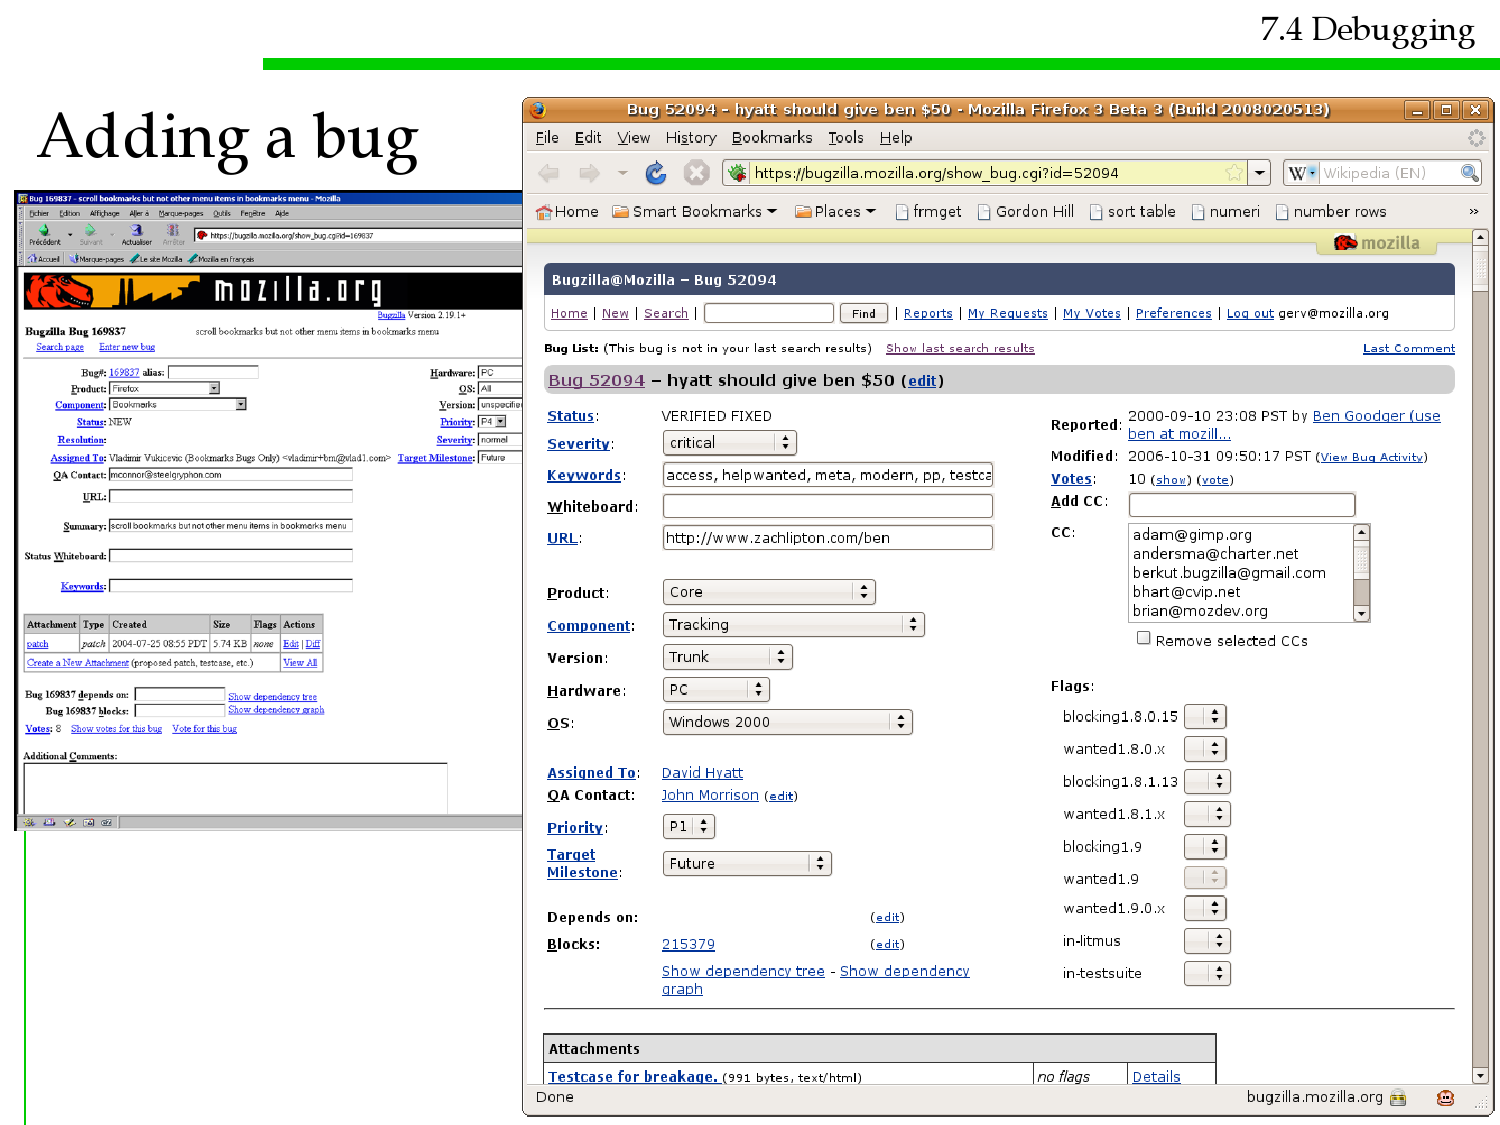 7.4 Debugging
Adding a bug
Bug 169837 - scroll bookmarks but not other menu items in bookmarks menu - Mozilla
Fichier Edition Affichage Aller à Marque-pages Outils Fenêtre Aide
Précédent Suivant Actualiser Arrêter https://bugzilla.mozilla.org/show_bug.cgi?id=169837
Accueil Marque-pages Le site Mozilla Mozilla en français
mozilla.org
Bugzilla Version 2.19.1+
Bugzilla Bug 169837 scroll bookmarks but not other menu items in bookmarks menu
Search page Enter new bug
Bug#: 169837 alias: Hardware: PC
Product: Firefox OS: All
Component: Bookmarks Version: unspecifie
Status: NEW Priority: P4
Resolution: Severity: normal
Assigned To: Vladimir Vukicevic (Bookmarks Bugs Only) <vladimir+bm@vlad1.com> Target Milestone: Future
QA Contact: mconnor@steelgryphon.com
URL:
Summary: scroll bookmarks but not other menu items in bookmarks menu
Status Whiteboard:
Keywords:
Attachment Type Created Size Flags Actions
patch patch 2004-07-25 08:55 PDT 5.74 KB none Edit | Diff
Create a New Attachment (proposed patch, testcase, etc.) View All
Bug 169837 depends on: Show dependency tree
Bug 169837 blocks: Show dependency graph
Votes: 8 Show votes for this bug Vote for this bug
Additional Comments:
Bug 52094 – hyatt should give ben $50 - Mozilla Firefox 3 Beta 3 (Build 2008020513)
File Edit View History Bookmarks Tools Help
https://bugzilla.mozilla.org/show_bug.cgi?id=52094 W Wikipedia (EN)
Home Smart Bookmarks Places frmget Gordon Hill sort table numeri number rows »
mozilla
Bugzilla@Mozilla – Bug 52094
Home | New | Search | Find | Reports | My Requests | My Votes | Preferences | Log out gerv@mozilla.org
Bug List: (This bug is not in your last search results) Show last search results Last Comment
Bug 52094 – hyatt should give ben $50 (edit)
Status: VERIFIED FIXED
Severity: critical
Keywords: access, helpwanted, meta, modern, pp, testca
Whiteboard:
URL: http://www.zachlipton.com/ben
Product: Core
Component: Tracking
Version: Trunk
Hardware: PC
OS: Windows 2000
Assigned To: David Hyatt
QA Contact: John Morrison (edit)
Priority: P1
Target
Milestone: Future
Depends on: (edit)
Blocks: 215379 (edit)
Show dependency tree - Show dependency
graph
Reported: 2000-09-10 23:08 PST by Ben Goodger (use
ben at mozill...
Modified: 2006-10-31 09:50:17 PST (View Bug Activity)
Votes: 10 (show) (vote)
Add CC:
CC: adam@gimp.org
andersma@charter.net
berkut.bugzilla@gmail.com
bhart@cvip.net
brian@mozdev.org
Remove selected CCs
Flags:
blocking1.8.0.15
wanted1.8.0.x
blocking1.8.1.13
wanted1.8.1.x
blocking1.9
wanted1.9
wanted1.9.0.x
in-litmus
in-testsuite
Attachments
Testcase for breakage. (991 bytes, text/html) no flags Details
Done bugzilla.mozilla.org